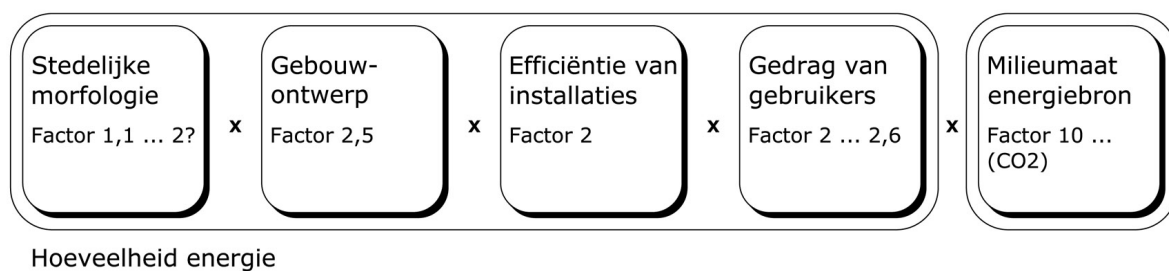 Stedelijke
morfologie
Factor 1,1 ... 2?
x
Gebouw-
ontwerp
Factor 2,5
x
Efficiëntie van
installaties
Factor 2
x
Gedrag van
gebruikers
Factor 2 ... 2,6
x
Milieumaat
energiebron
Factor 10 ...
(CO2)
Hoeveelheid energie